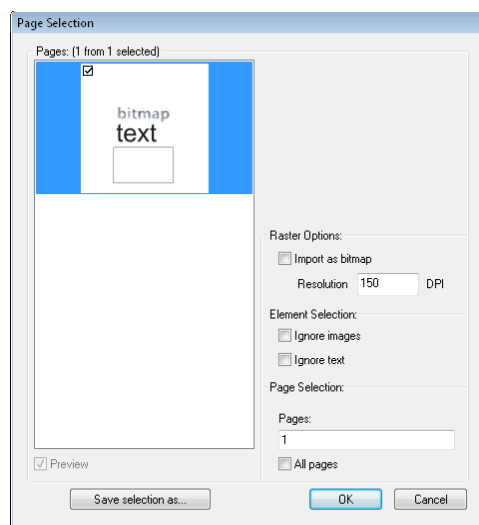 Page Selection
Pages: (1 from 1 selected)
bitmap
text
Raster Options:
Import as bitmap
Resolution 150 DPI
Element Selection:
Ignore images
Ignore text
Page Selection:
Pages:
1
Preview
All pages
Save selection as...
OK
Cancel